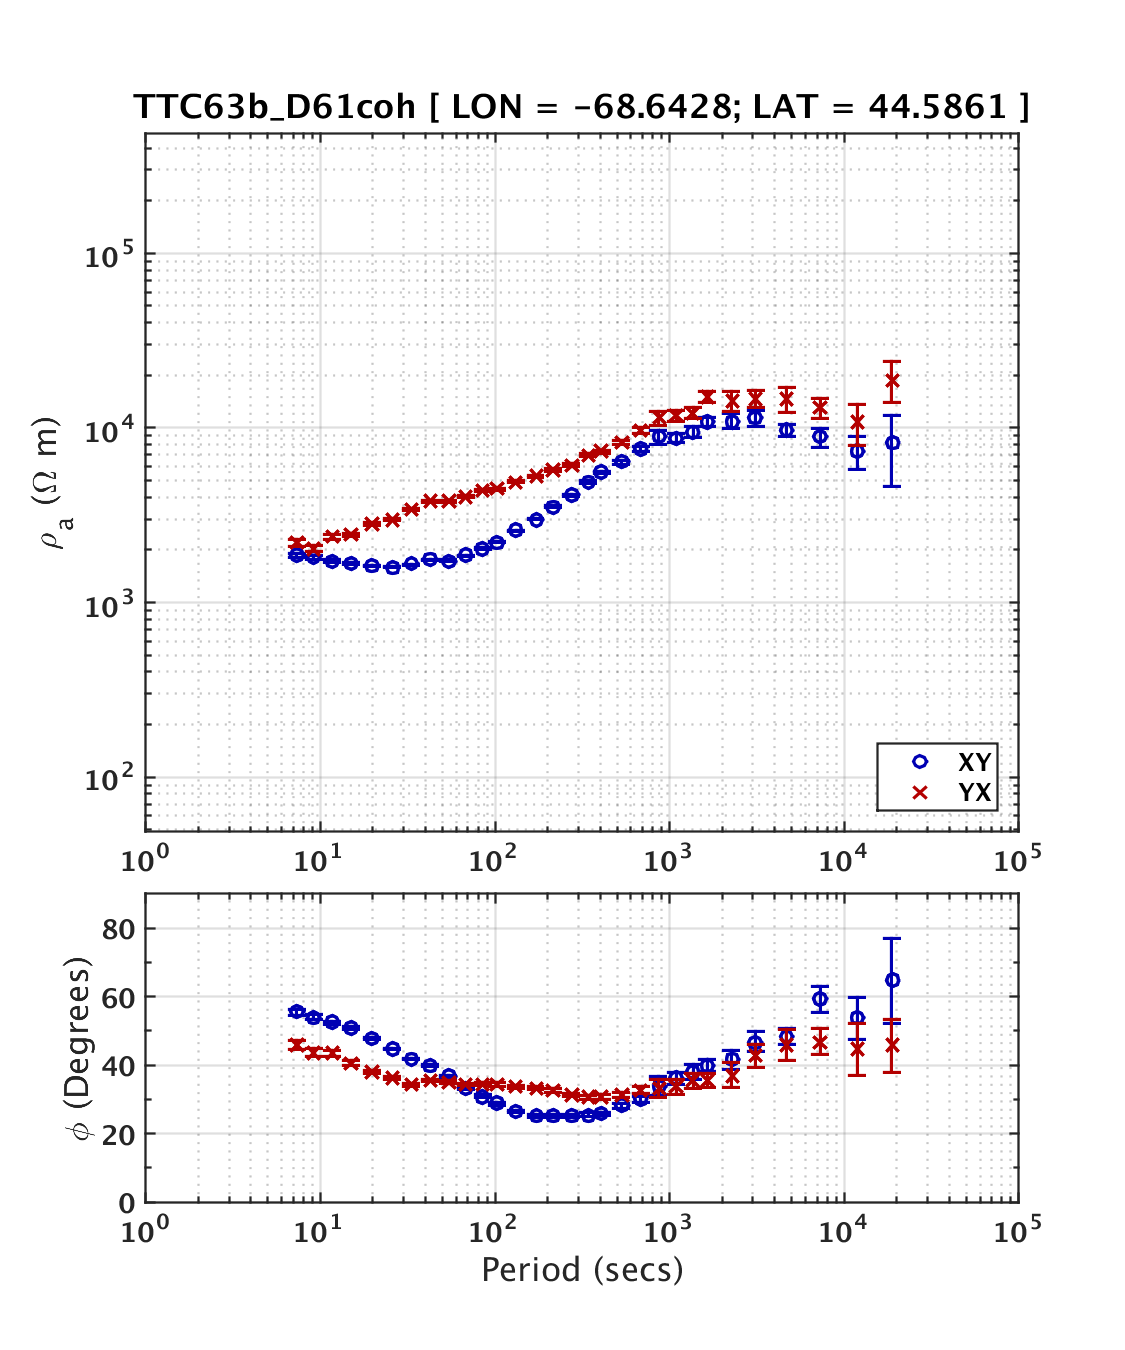 TTC63b_D61coh [ LON = -68.6428; LAT = 44.5861 ]
10^5
10^4
10^3
10^2
ρ_a (Ω m)
XY
YX
10^0 10^1 10^2 10^3 10^4 10^5
80
60
40
20
0
ϕ (Degrees)
10^0 10^1 10^2 10^3 10^4 10^5
Period (secs)